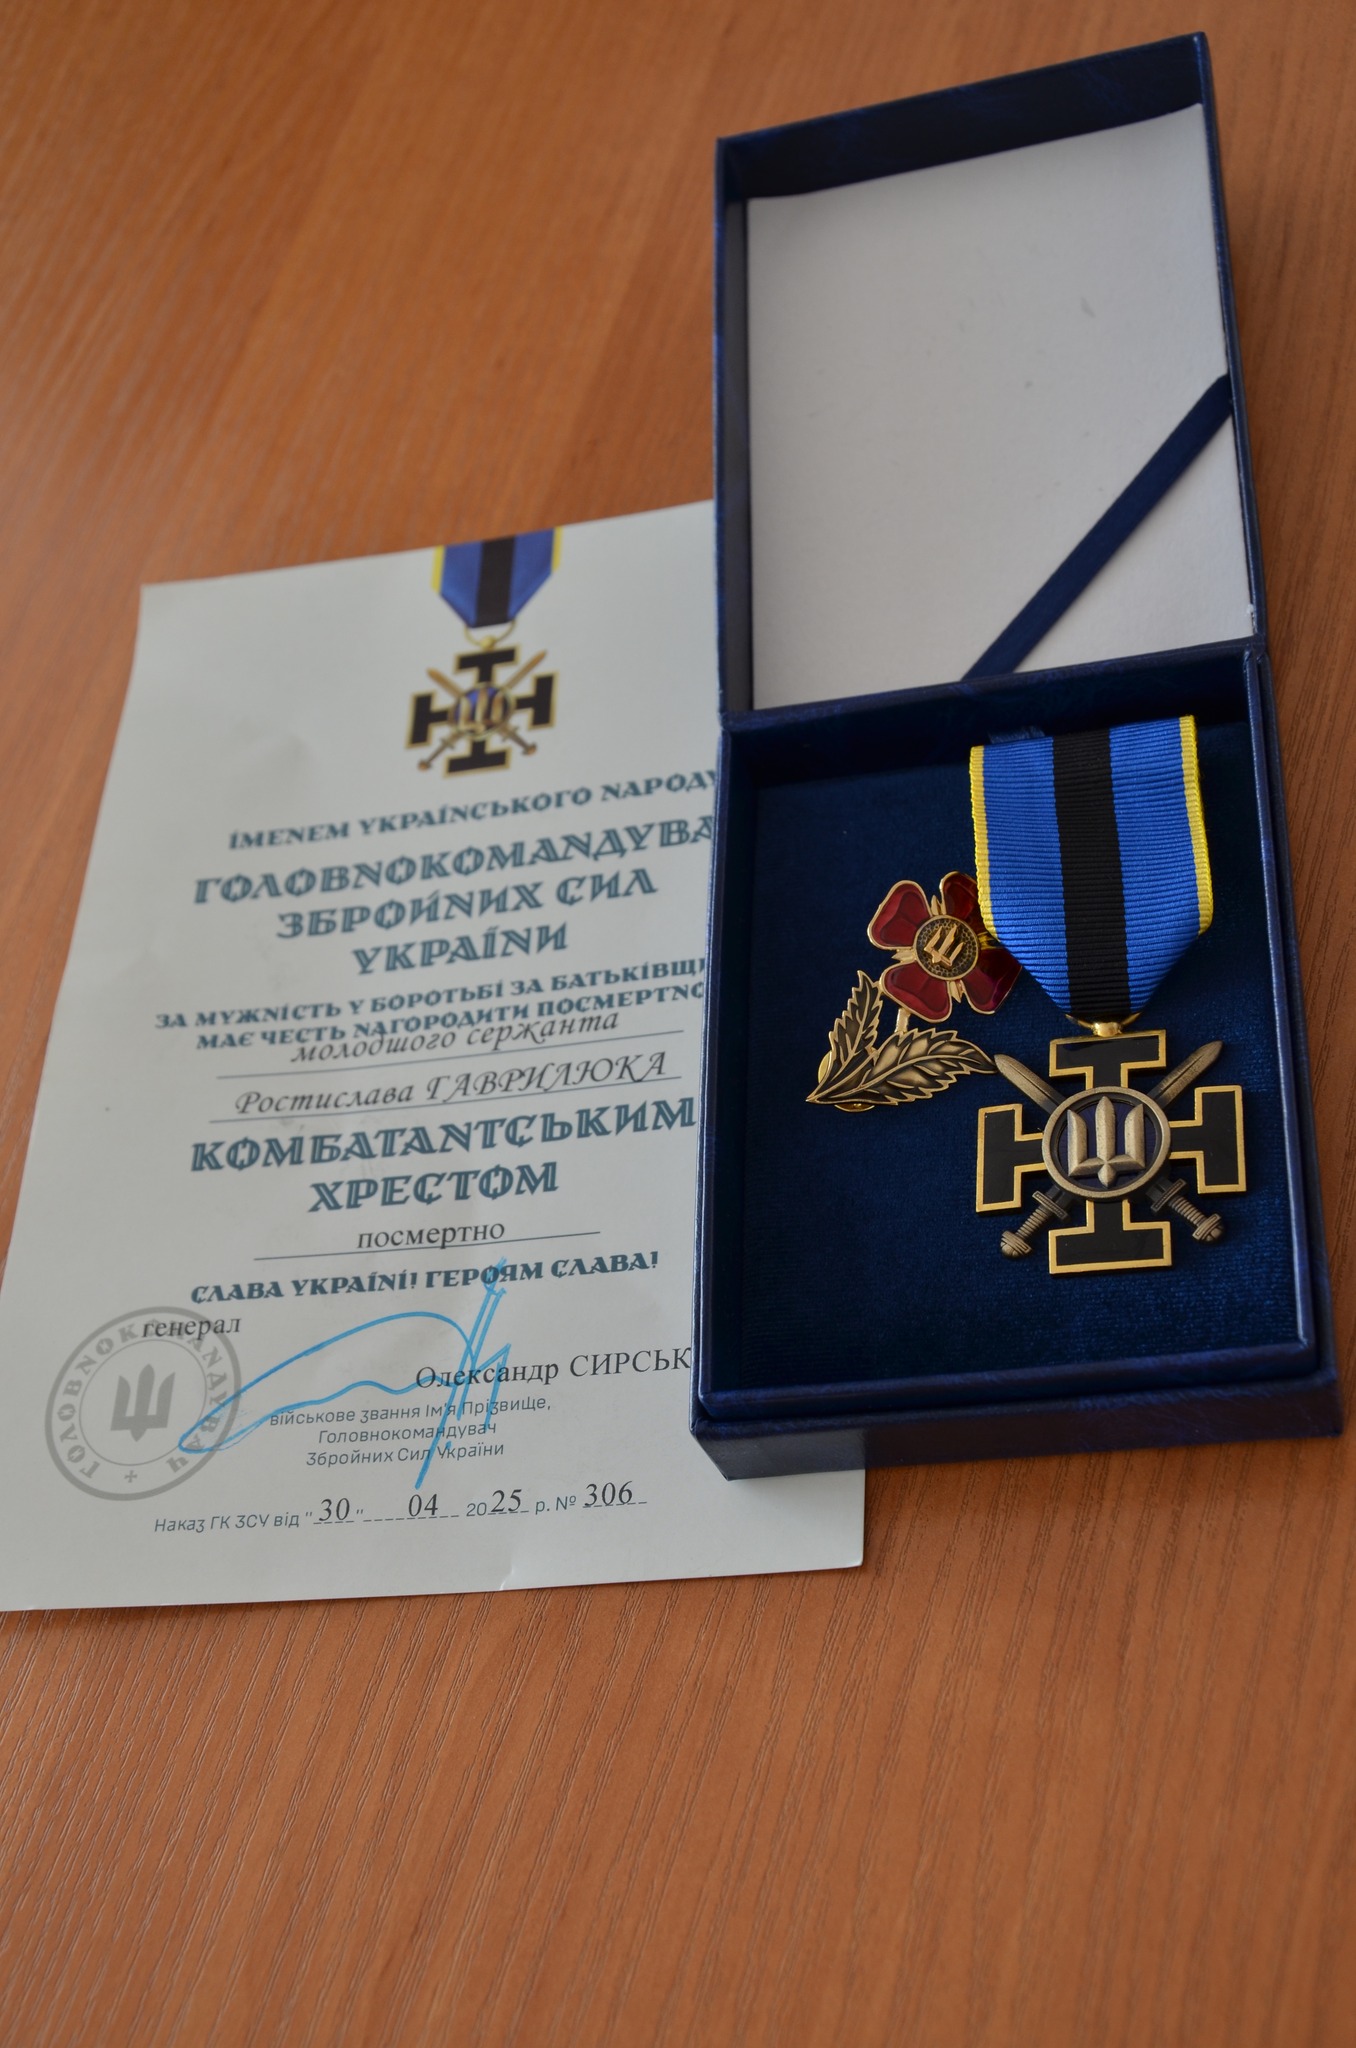 ІМЕНЕМ УКРАЇНСЬКОГО НАРОДУ
ГОЛОВНОКОМАНДУВА
ЗБРОЙНИХ СИЛ
УКРАЇНИ
ЗА МУЖНІСТЬ У БОРОТЬБІ ЗА БАТЬКІВЩИ
МАЄ ЧЕСТЬ НАГОРОДИТИ ПОСМЕРТНО
молодшого сержанта
Ростислава ГАВРИЛЮКА
КОМБАТАНТСЬКИМ
ХРЕСТОМ
посмертно
СЛАВА УКРАЇНІ! ГЕРОЯМ СЛАВА!
генерал
ГОЛОВНОКОМАНДУВАЧ
Олександр СИРСЬК
військове звання Ім'я Прізвище,
Головнокомандувач
Збройних Сил України
Наказ ГК ЗСУ від "30" 04 2025 р. № 306